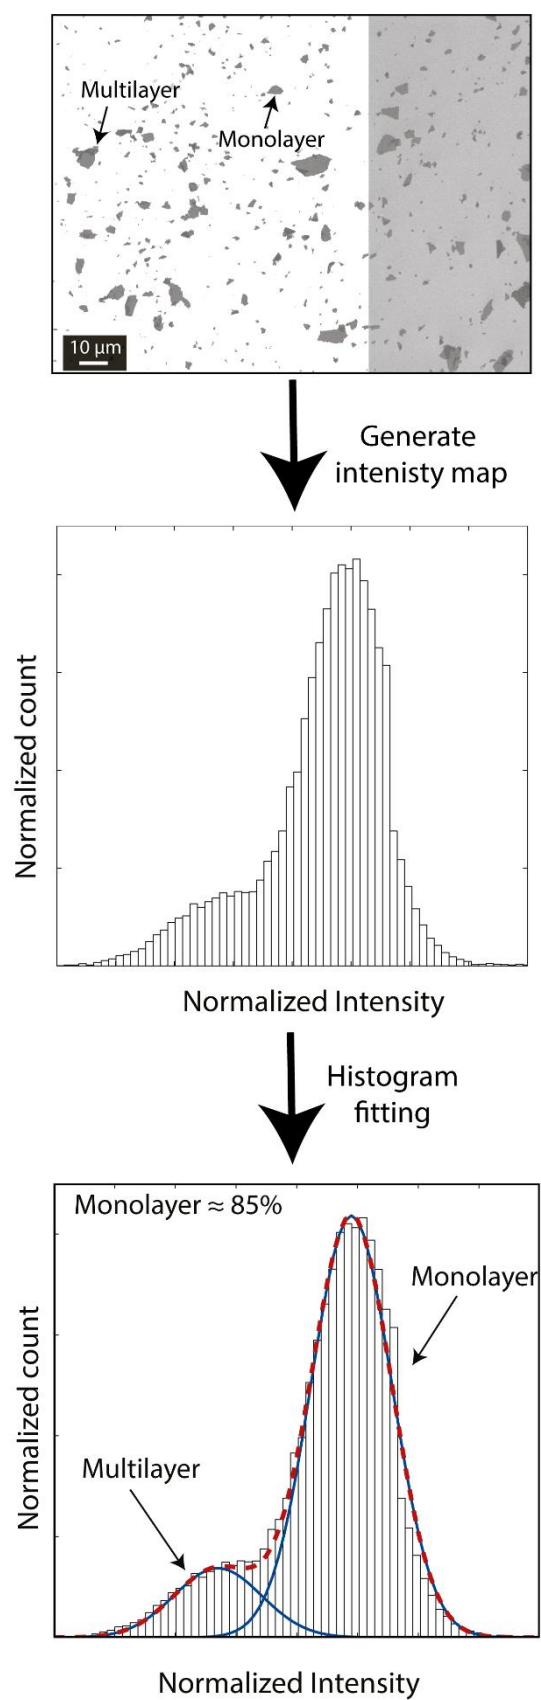 Multilayer
Monolayer
10 μm
Generate
intenisty map
Normalized count
Normalized Intensity
Histogram
fitting
Monolayer ≈ 85%
Monolayer
Multilayer
Normalized count
Normalized Intensity